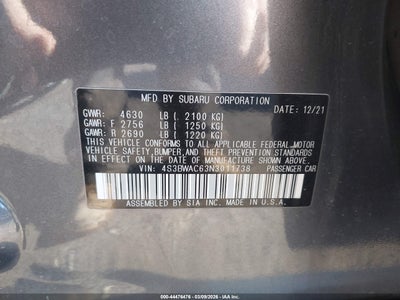 MFD BY SUBARU CORPORATION
DATE: 12/21
GVWR: 4630 LB ( 2100 KG)
GAWR: F 2756 LB ( 1250 KG)
GAWR: R 2690 LB ( 1220 KG)
THIS VEHICLE CONFORMS TO ALL APPLICABLE FEDERAL MOTOR
VEHICLE SAFETY, BUMPER, AND THEFT PREVENTION STANDARDS
IN EFFECT ON THE DATE OF MANUFACTURE SHOWN ABOVE.
VIN: 4S3BWAC63N3011738 PASSENGER CAR
ASSEMBLED BY SIA INC. MADE IN U.S.A.
000-44476476 - 03/09/2026 - IAA Inc.